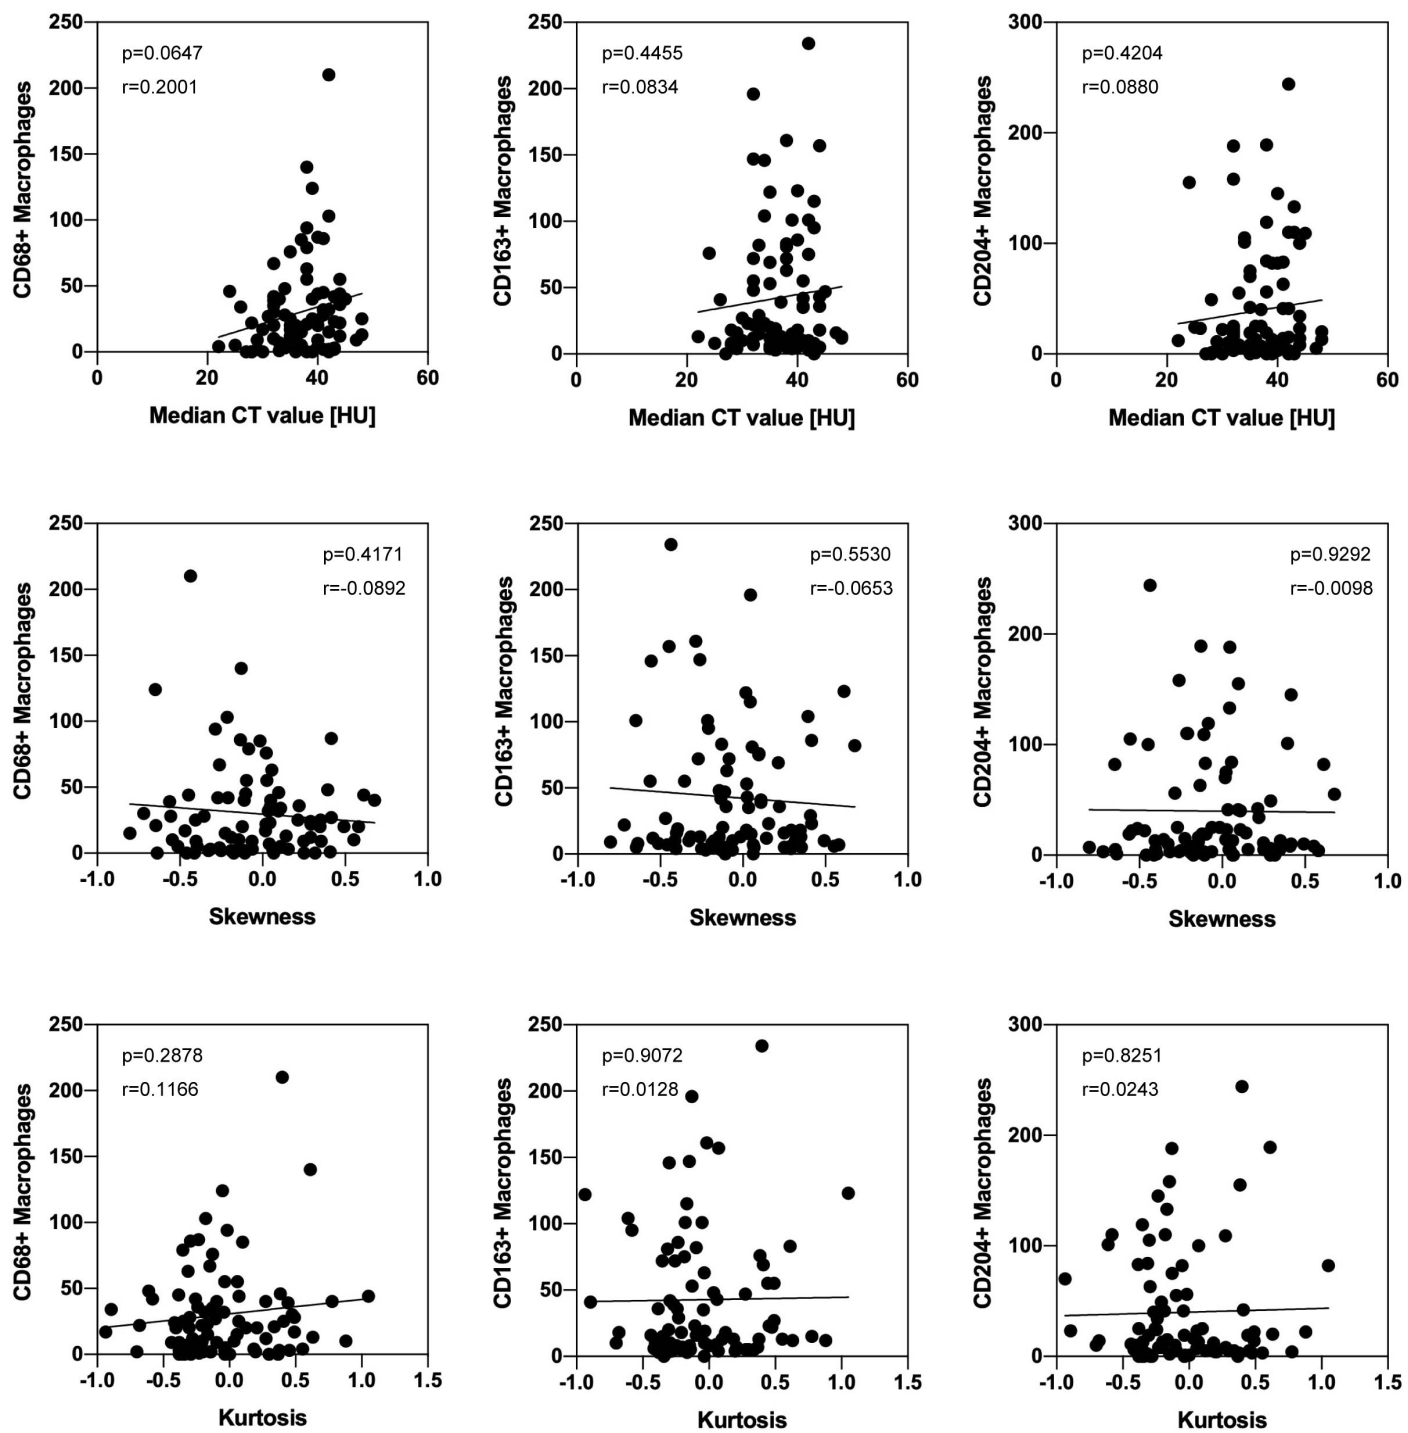 CD68+ Macrophages
250
200
150
100
50
0
p=0.0647
r=0.2001
0
20
40
60
Median CT value [HU]
CD163+ Macrophages
250
200
150
100
50
0
p=0.4455
r=0.0834
0
20
40
60
Median CT value [HU]
CD204+ Macrophages
300
200
100
0
p=0.4204
r=0.0880
0
20
40
60
Median CT value [HU]
CD68+ Macrophages
250
200
150
100
50
0
p=0.4171
r=-0.0892
-1.0
-0.5
0.0
0.5
1.0
Skewness
CD163+ Macrophages
250
200
150
100
50
0
p=0.5530
r=-0.0653
-1.0
-0.5
0.0
0.5
1.0
Skewness
CD204+ Macrophages
300
200
100
0
p=0.9292
r=-0.0098
-1.0
-0.5
0.0
0.5
1.0
Skewness
CD68+ Macrophages
250
200
150
100
50
0
p=0.2878
r=0.1166
-1.0
-0.5
0.0
0.5
1.0
1.5
Kurtosis
CD163+ Macrophages
250
200
150
100
50
0
p=0.9072
r=0.0128
-1.0
-0.5
0.0
0.5
1.0
1.5
Kurtosis
CD204+ Macrophages
300
200
100
0
p=0.8251
r=0.0243
-1.0
-0.5
0.0
0.5
1.0
1.5
Kurtosis